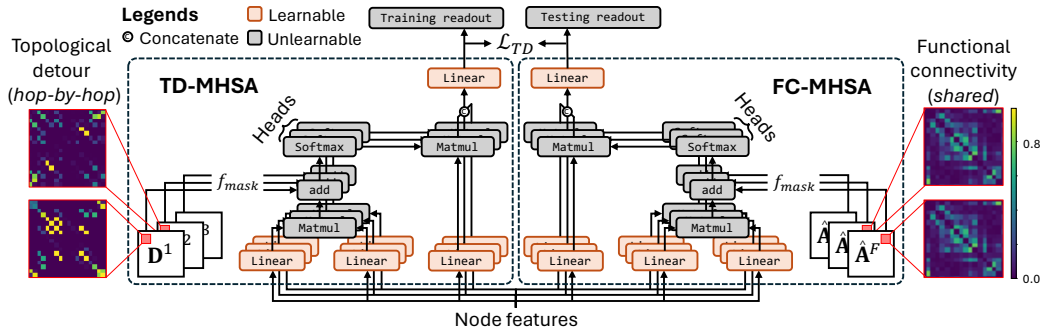 Legends
Learnable
Concatenate
Unlearnable
Training readout
Testing readout
𝓛_TD
Topological
detour
(hop-by-hop)
Functional
connectivity
(shared)
TD-MHSA
FC-MHSA
Linear
Linear
C
C
Heads
Heads
Softmax
Matmul
Matmul
Softmax
f_mask
add
add
f_mask
Matmul
Matmul
D¹
2
3
Â
Â
Â^F
Linear
Linear
Linear
Linear
Linear
Linear
0.8
0.0
Node features